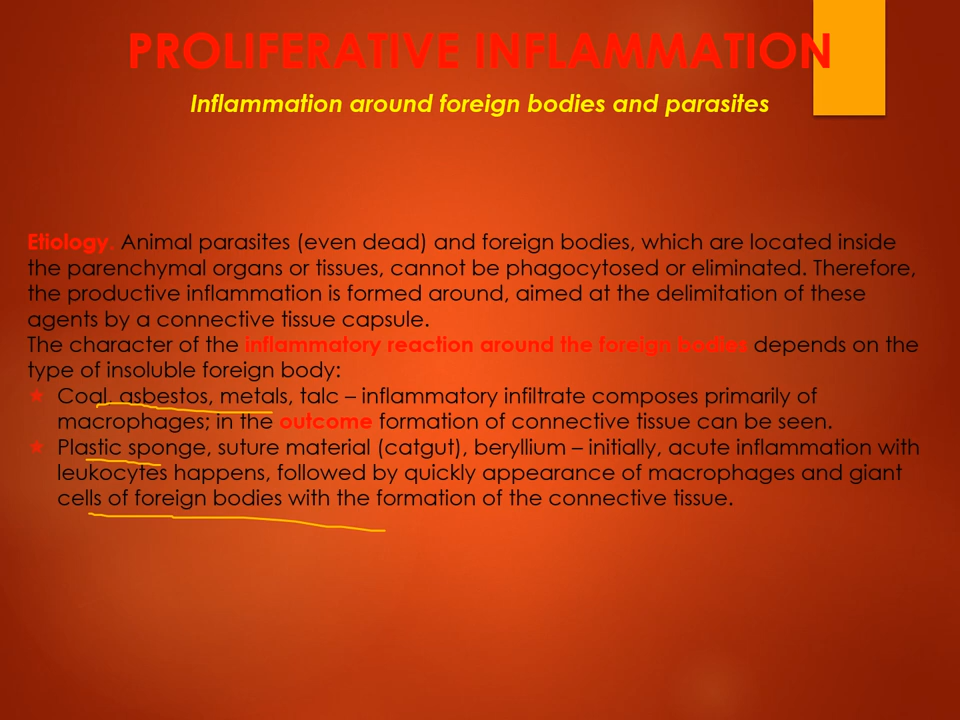 PROLIFERATIVE INFLAMMATION
Inflammation around foreign bodies and parasites
Etiology. Animal parasites (even dead) and foreign bodies, which are located inside
the parenchymal organs or tissues, cannot be phagocytosed or eliminated. Therefore,
the productive inflammation is formed around, aimed at the delimitation of these
agents by a connective tissue capsule.
The character of the inflammatory reaction around the foreign bodies depends on the
type of insoluble foreign body:
★ Coal, asbestos, metals, talc – inflammatory infiltrate composes primarily of
macrophages; in the outcome formation of connective tissue can be seen.
★ Plastic sponge, suture material (catgut), beryllium – initially, acute inflammation with
leukocytes happens, followed by quickly appearance of macrophages and giant
cells of foreign bodies with the formation of the connective tissue.